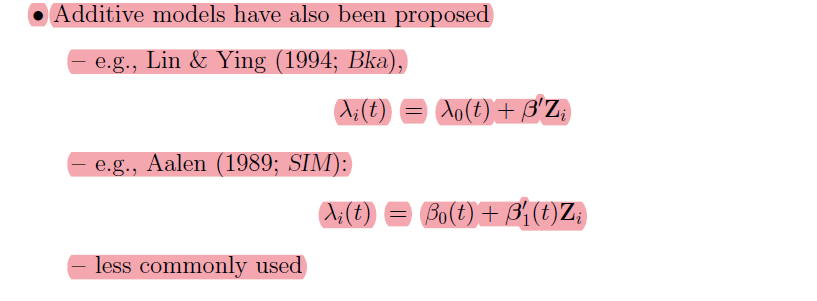 • Additive models have also been proposed
– e.g., Lin & Ying (1994; Bka),
λᵢ(t) = λ₀(t) + β′Zᵢ
– e.g., Aalen (1989; SIM):
λᵢ(t) = β₀(t) + β′₁(t)Zᵢ
– less commonly used